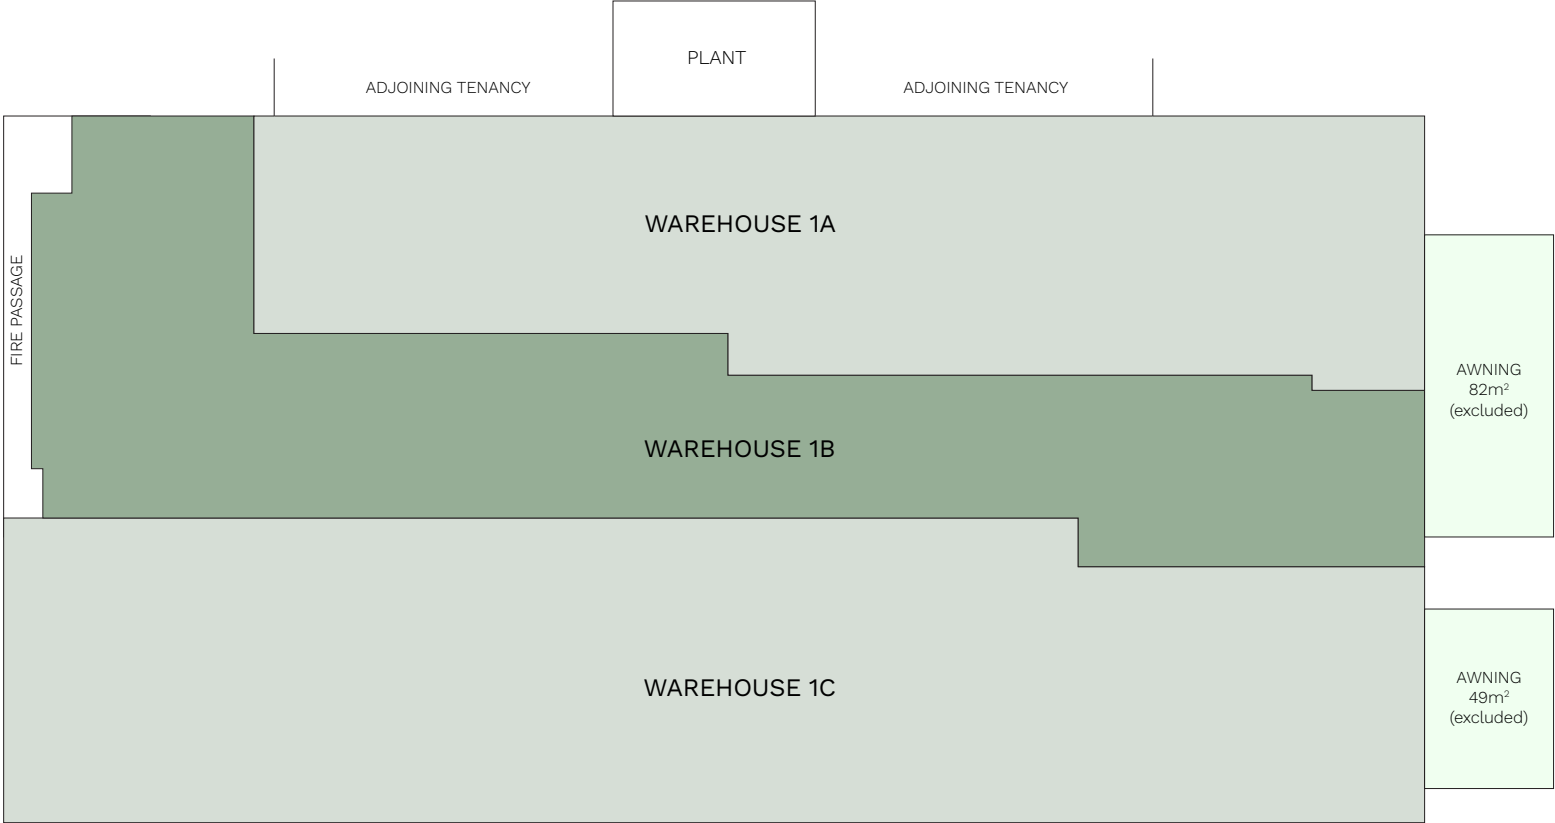 PLANT
ADJOINING TENANCY
ADJOINING TENANCY
WAREHOUSE 1A
FIRE PASSAGE
AWNING
82m²
(excluded)
WAREHOUSE 1B
WAREHOUSE 1C
AWNING
49m²
(excluded)